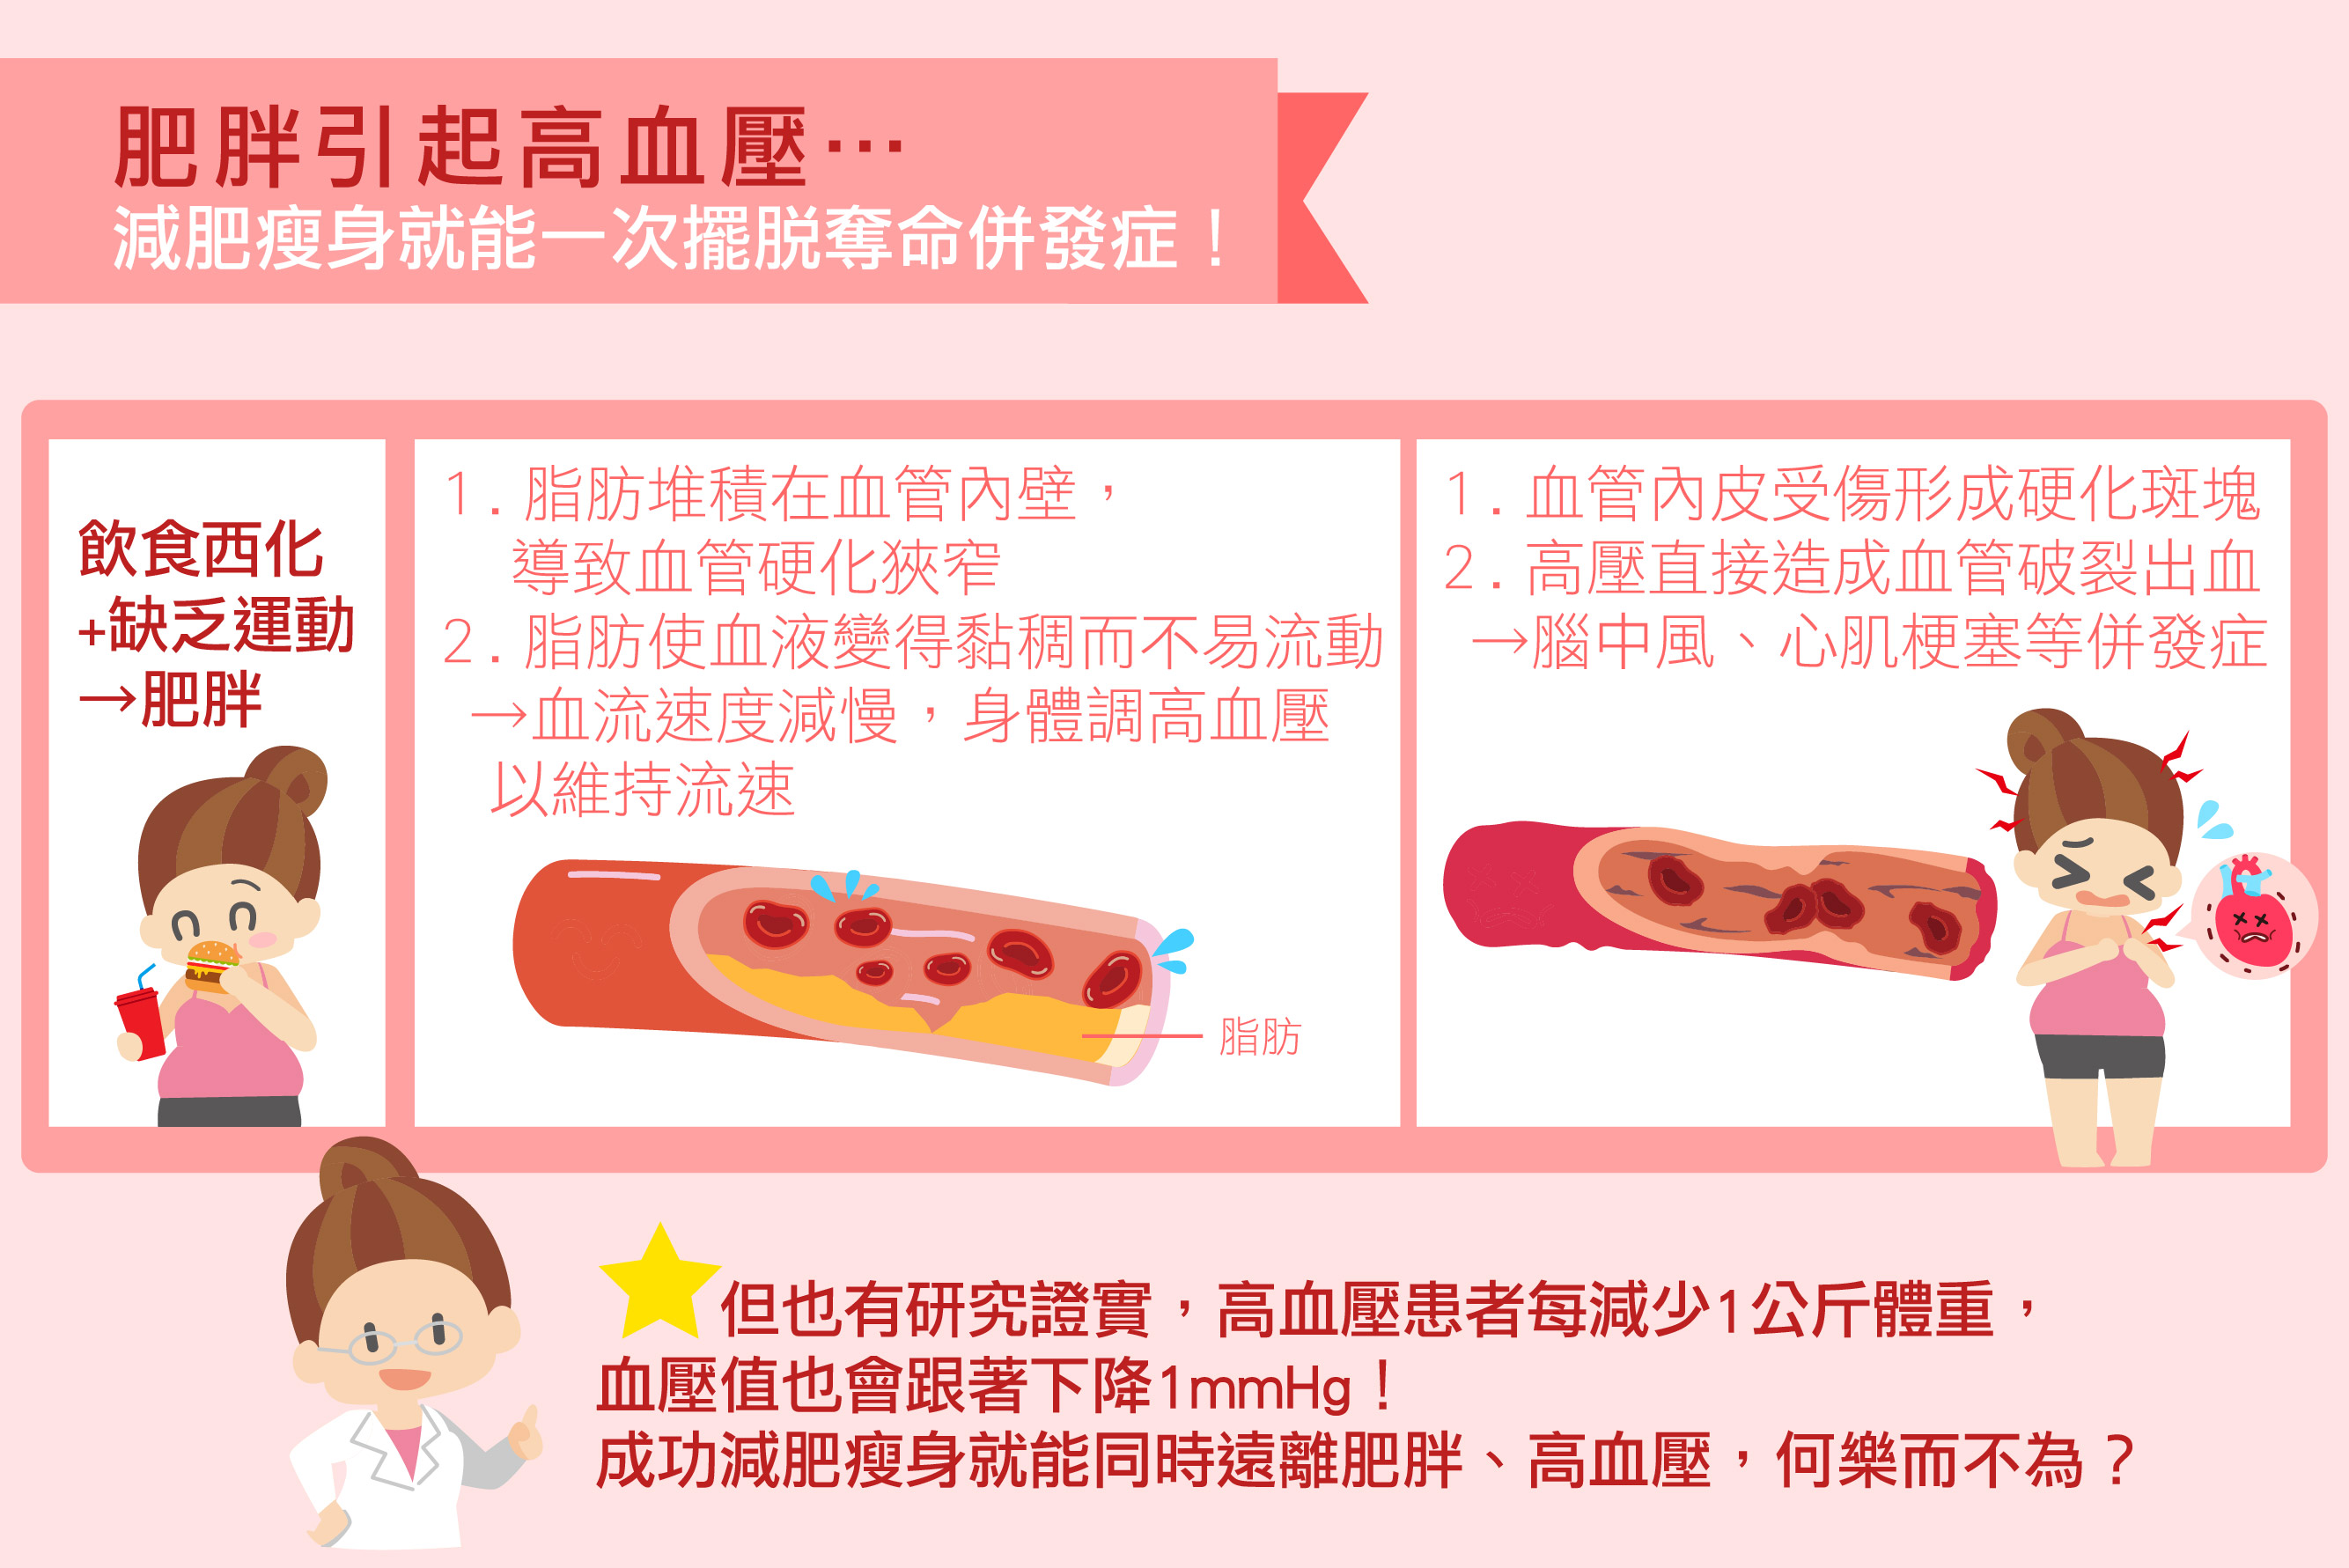 肥胖引起高血壓…
減肥瘦身就能一次擺脱奪命併發症！
飲食西化
+缺乏運動
→肥胖
1. 脂肪堆積在血管內壁，
導致血管硬化狹窄
2. 脂肪使血液變得黏稠而不易流動
→血流速度減慢，身體調高血壓
以維持流速
脂肪
1. 血管內皮受傷形成硬化斑塊
2. 高壓直接造成血管破裂出血
→腦中風、心肌梗塞等併發症
但也有研究證實，高血壓患者每減少1公斤體重，
血壓值也會跟著下降1mmHg！
成功減肥瘦身就能同時遠離肥胖、高血壓，何樂而不為？